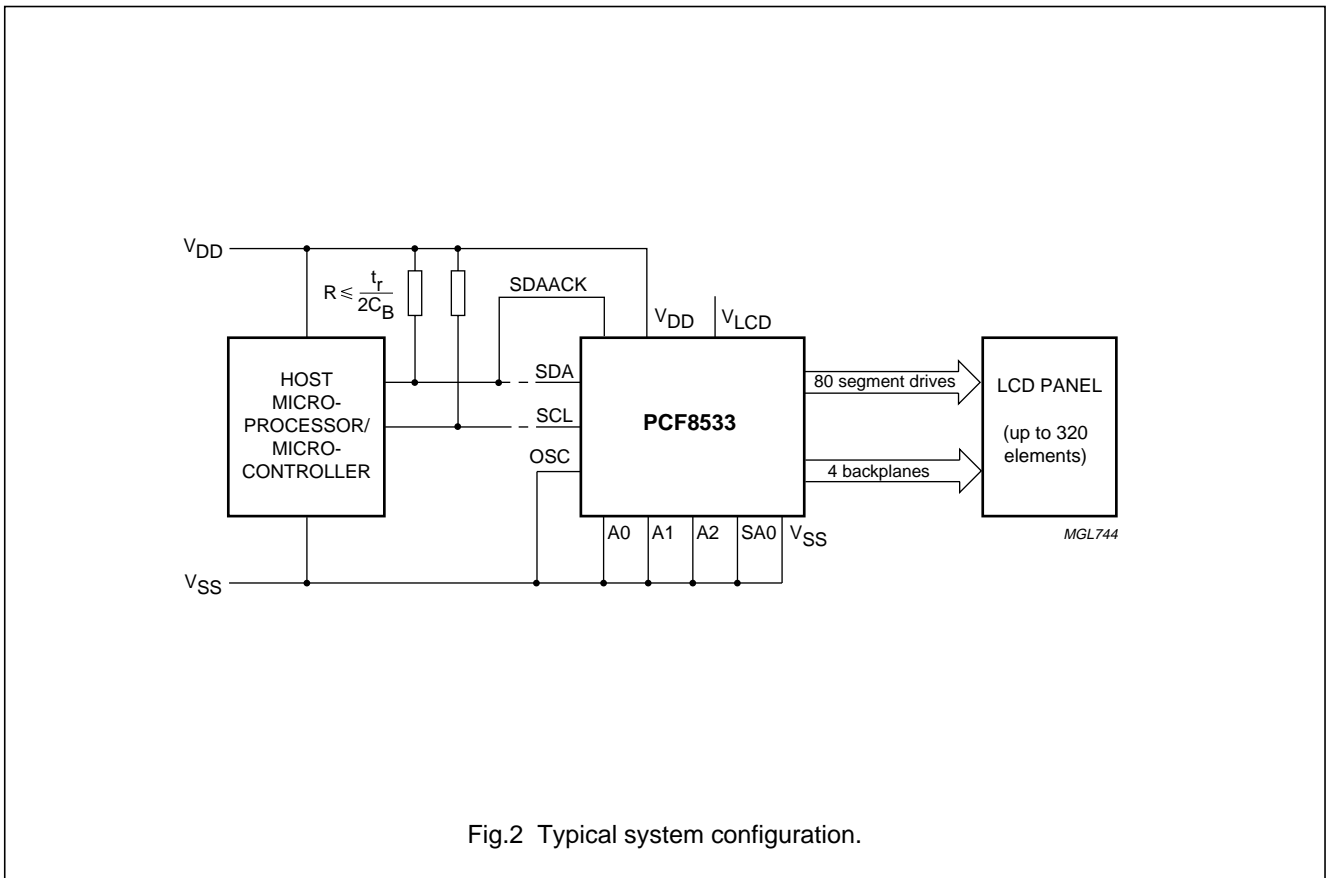 VDD
R ≤ tr
2CB
SDAACK
VDD
VLCD
HOST
MICRO-
PROCESSOR/
MICRO-
CONTROLLER
SDA
SCL
OSC
PCF8533
80 segment drives
4 backplanes
LCD PANEL
(up to 320
elements)
A0
A1
A2
SA0
VSS
MGL744
VSS
Fig.2 Typical system configuration.